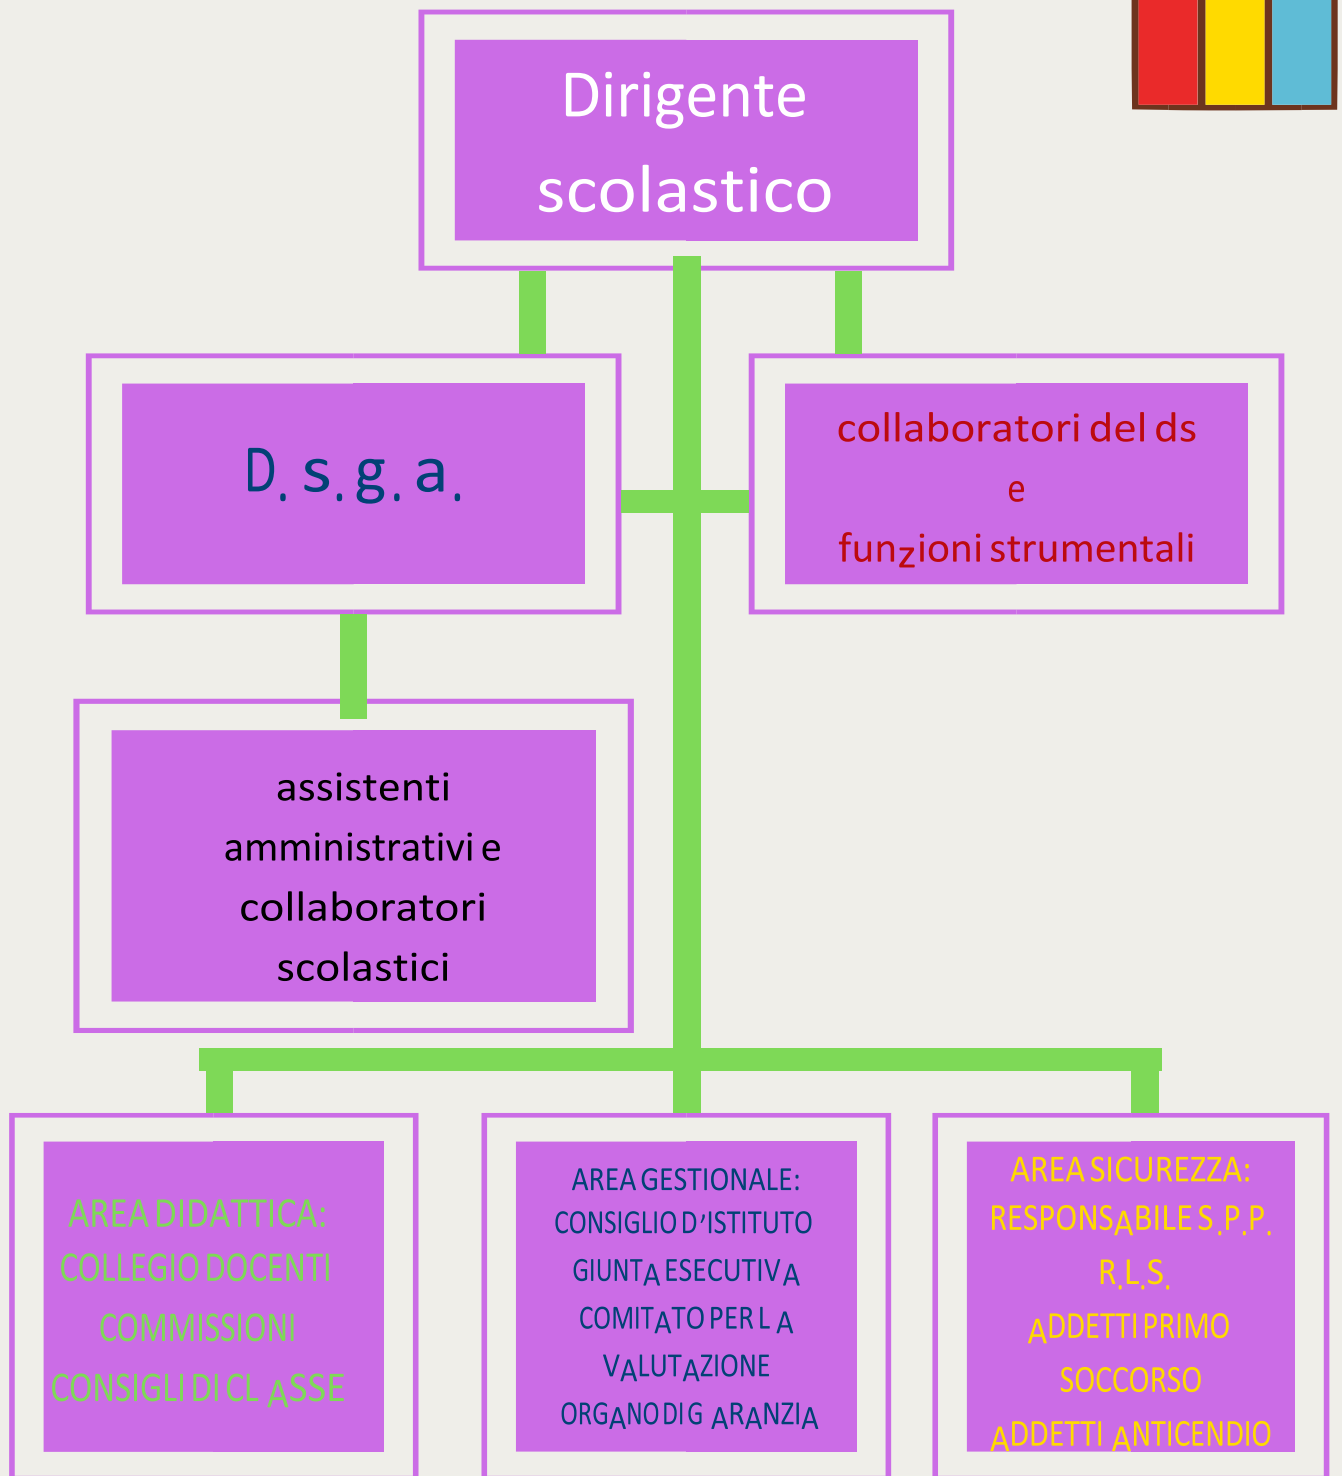 Dirigente
scolastico
D.s.g.a.
collaboratori del ds
e
funzioni strumentali
assistenti
amministrativi e
collaboratori
scolastici
AREA DIDATTICA:
COLLEGIO DOCENTI
COMMISSIONI
CONSIGLI DI CLASSE
AREA GESTIONALE:
CONSIGLIO D'ISTITUTO
GIUNTA ESECUTIVA
COMITATO PER LA
VALUTAZIONE
ORGANO DI GARANZIA
AREA SICUREZZA:
RESPONSABILE S.P.P.
R.L.S.
ADDETTI PRIMO
SOCCORSO
ADDETTI ANTICENDIO